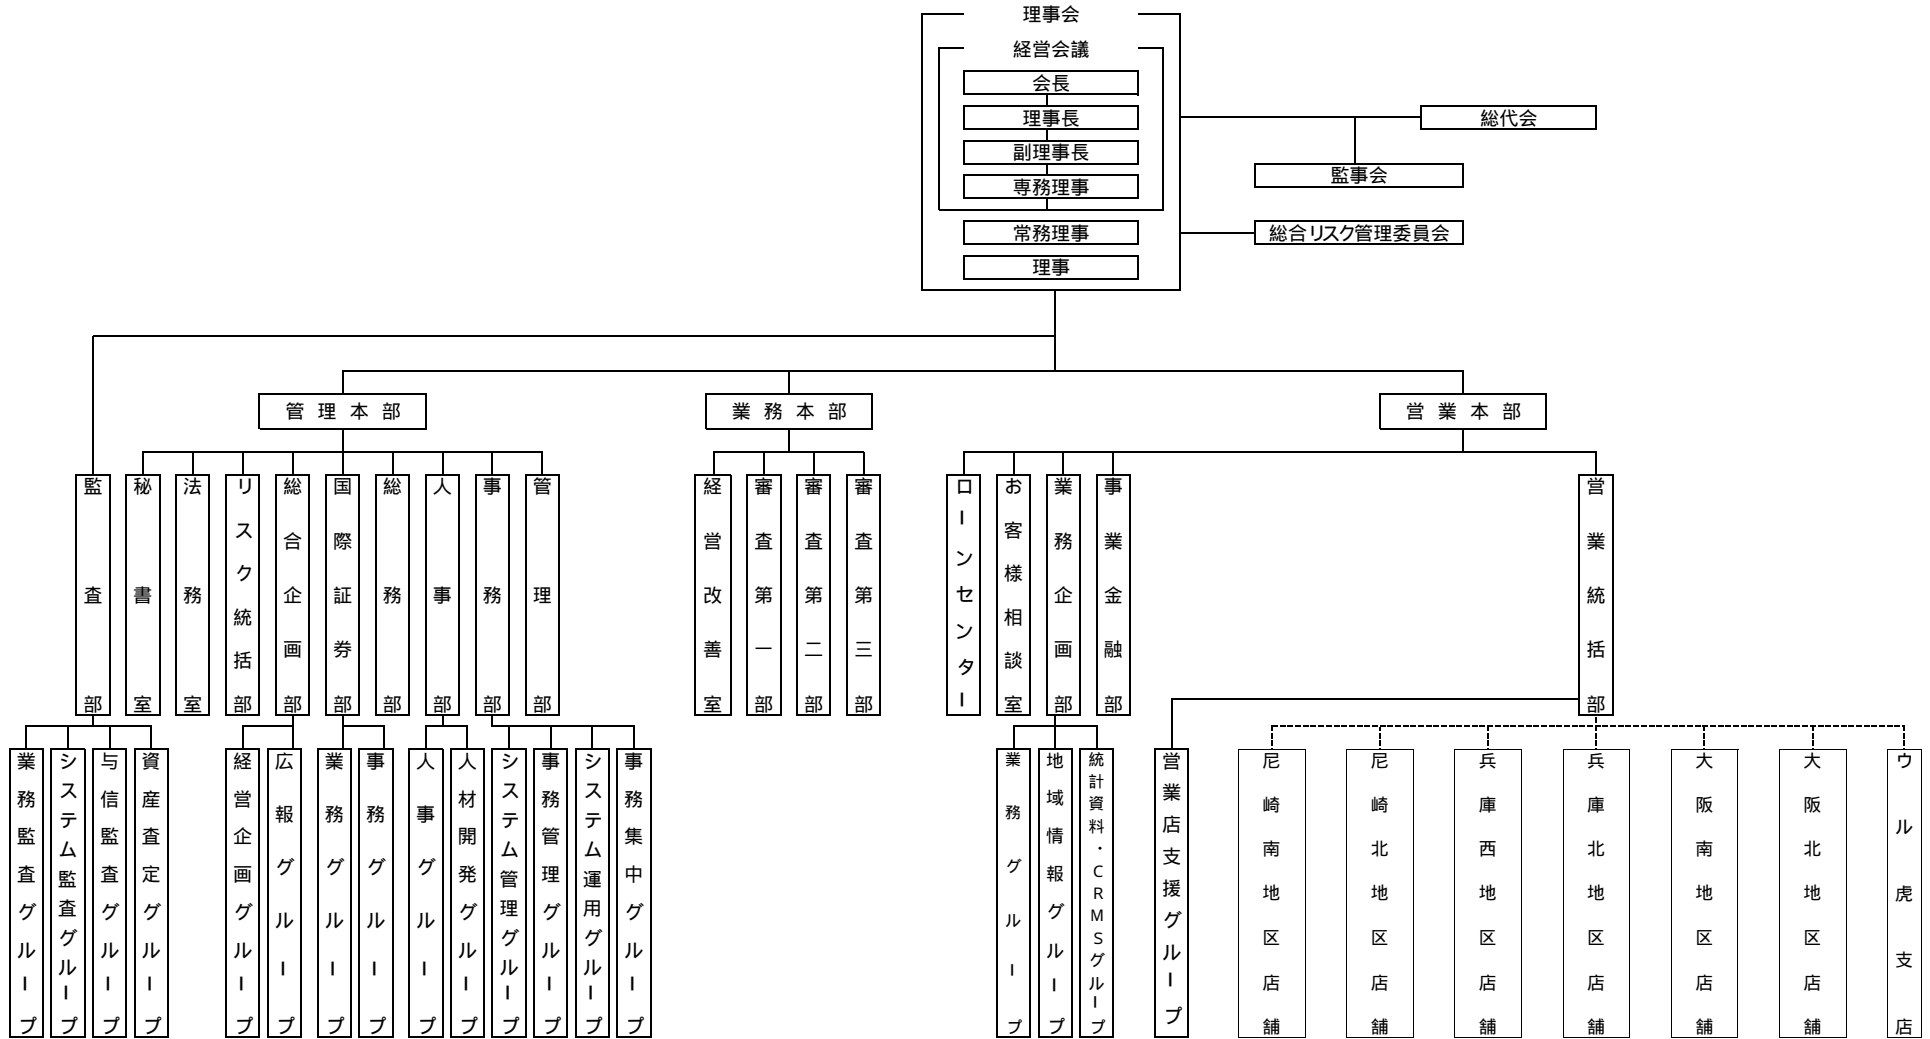 理事会
経営会議
会長
理事長
副理事長
専務理事
常務理事
理事
総代会
監事会
総合リスク管理委員会
管理本部
業務本部
営業本部
監査部
秘書室
法務室
リスク統括部
総合企画部
国際証券部
総務部
人事部
事務部
管理部
経営改善室
審査第一部
審査第二部
審査第三部
ローンセンター
お客様相談室
業務企画部
事業金融部
営業統括部
業務監査グループ
システム監査グループ
与信監査グループ
資産査定グループ
経営企画グループ
広報グループ
業務グループ
事務グループ
人事グループ
人材開発グループ
システム管理グループ
事務管理グループ
システム運用グループ
事務集中グループ
業務グループ
地域情報グループ
統計資料・CRMSグループ
営業店支援グループ
尼崎南地区店舗
尼崎北地区店舗
兵庫西地区店舗
兵庫北地区店舗
大阪南地区店舗
大阪北地区店舗
ウル虎支店